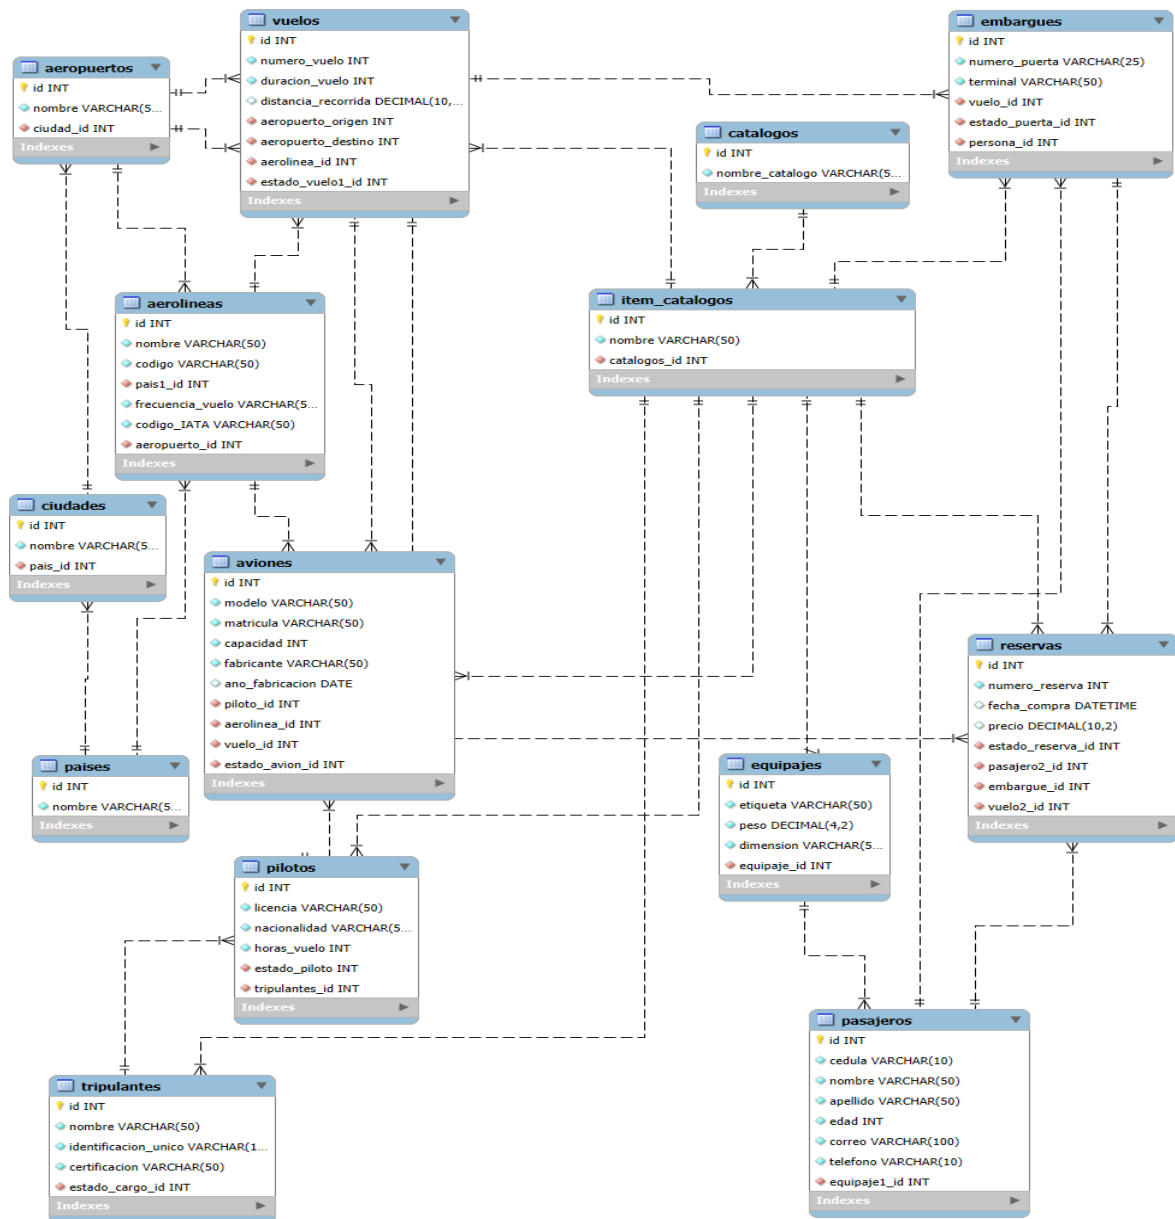 vuelos
id INT
numero_vuelo INT
duracion_vuelo INT
distancia_recorrida DECIMAL(10,...
aeropuerto_origen INT
aeropuerto_destino INT
aerolinea_id INT
estado_vuelo1_id INT
Indexes
embargues
id INT
numero_puerta VARCHAR(25)
terminal VARCHAR(50)
vuelo_id INT
estado_puerta_id INT
persona_id INT
Indexes
aeropuertos
id INT
nombre VARCHAR(5...
ciudad_id INT
Indexes
catalogos
id INT
nombre_catalogo VARCHAR(5...
Indexes
aerolineas
id INT
nombre VARCHAR(50)
codigo VARCHAR(50)
pais1_id INT
frecuencia_vuelo VARCHAR(5...
codigo_IATA VARCHAR(50)
aeropuerto_id INT
Indexes
item_catalogos
id INT
nombre VARCHAR(50)
catalogos_id INT
Indexes
ciudades
id INT
nombre VARCHAR(5...
pais_id INT
Indexes
aviones
id INT
modelo VARCHAR(50)
matricula VARCHAR(50)
capacidad INT
fabricante VARCHAR(50)
ano_fabricacion DATE
piloto_id INT
aerolinea_id INT
vuelo_id INT
estado_avion_id INT
Indexes
reservas
id INT
numero_reserva INT
fecha_compra DATETIME
precio DECIMAL(10,2)
estado_reserva_id INT
pasajero2_id INT
embargue_id INT
vuelo2_id INT
Indexes
paises
id INT
nombre VARCHAR(5...
Indexes
equipajes
id INT
etiqueta VARCHAR(50)
peso DECIMAL(4,2)
dimension VARCHAR(5...
equipaje_id INT
Indexes
pilotos
id INT
licencia VARCHAR(50)
nacionalidad VARCHAR(5...
horas_vuelo INT
estado_piloto INT
tripulantes_id INT
Indexes
pasajeros
id INT
cedula VARCHAR(10)
nombre VARCHAR(50)
apellido VARCHAR(50)
edad INT
correo VARCHAR(100)
telefono VARCHAR(10)
equipaje1_id INT
Indexes
tripulantes
id INT
nombre VARCHAR(50)
identificacion_unico VARCHAR(1...
certificacion VARCHAR(50)
estado_cargo_id INT
Indexes